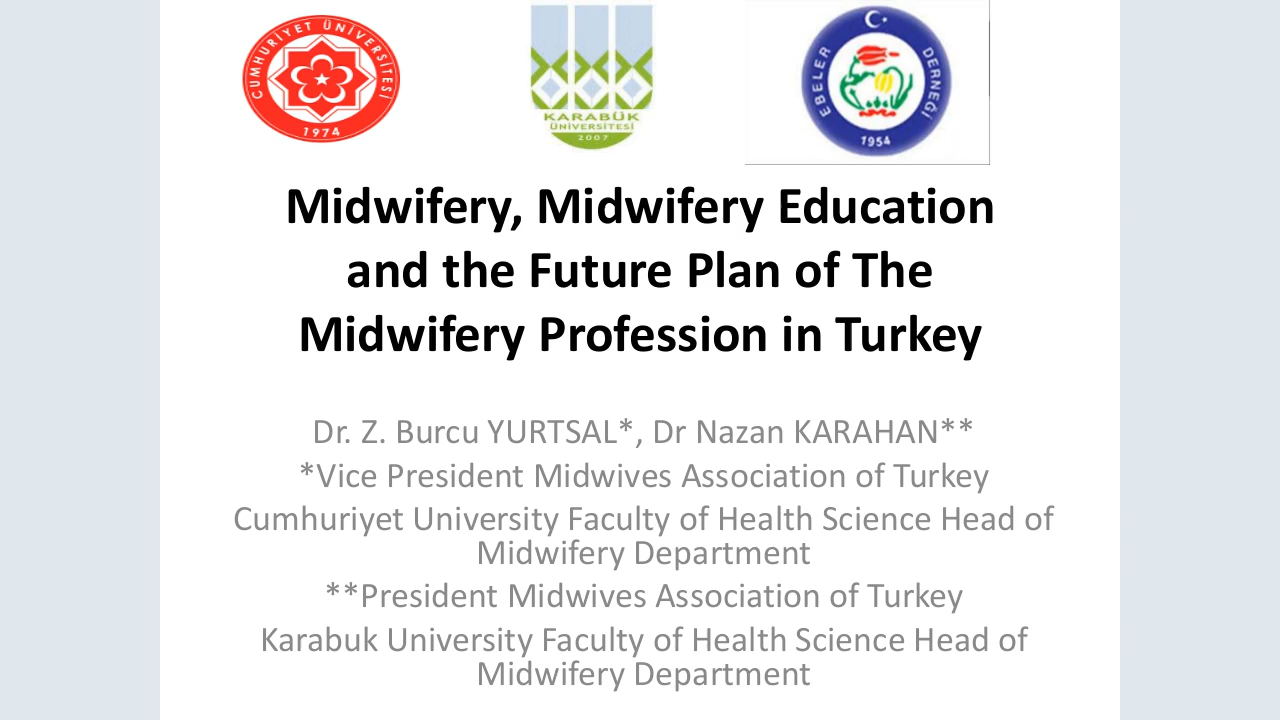 CUMHURİYET ÜNİVERSİTESİ
1974
KARABÜK
ÜNİVERSİTESİ
2007
EBELER DERNEĞİ
1954
Midwifery, Midwifery Education
and the Future Plan of The
Midwifery Profession in Turkey
Dr. Z. Burcu YURTSAL*, Dr Nazan KARAHAN**
*Vice President Midwives Association of Turkey
Cumhuriyet University Faculty of Health Science Head of
Midwifery Department
**President Midwives Association of Turkey
Karabuk University Faculty of Health Science Head of
Midwifery Department